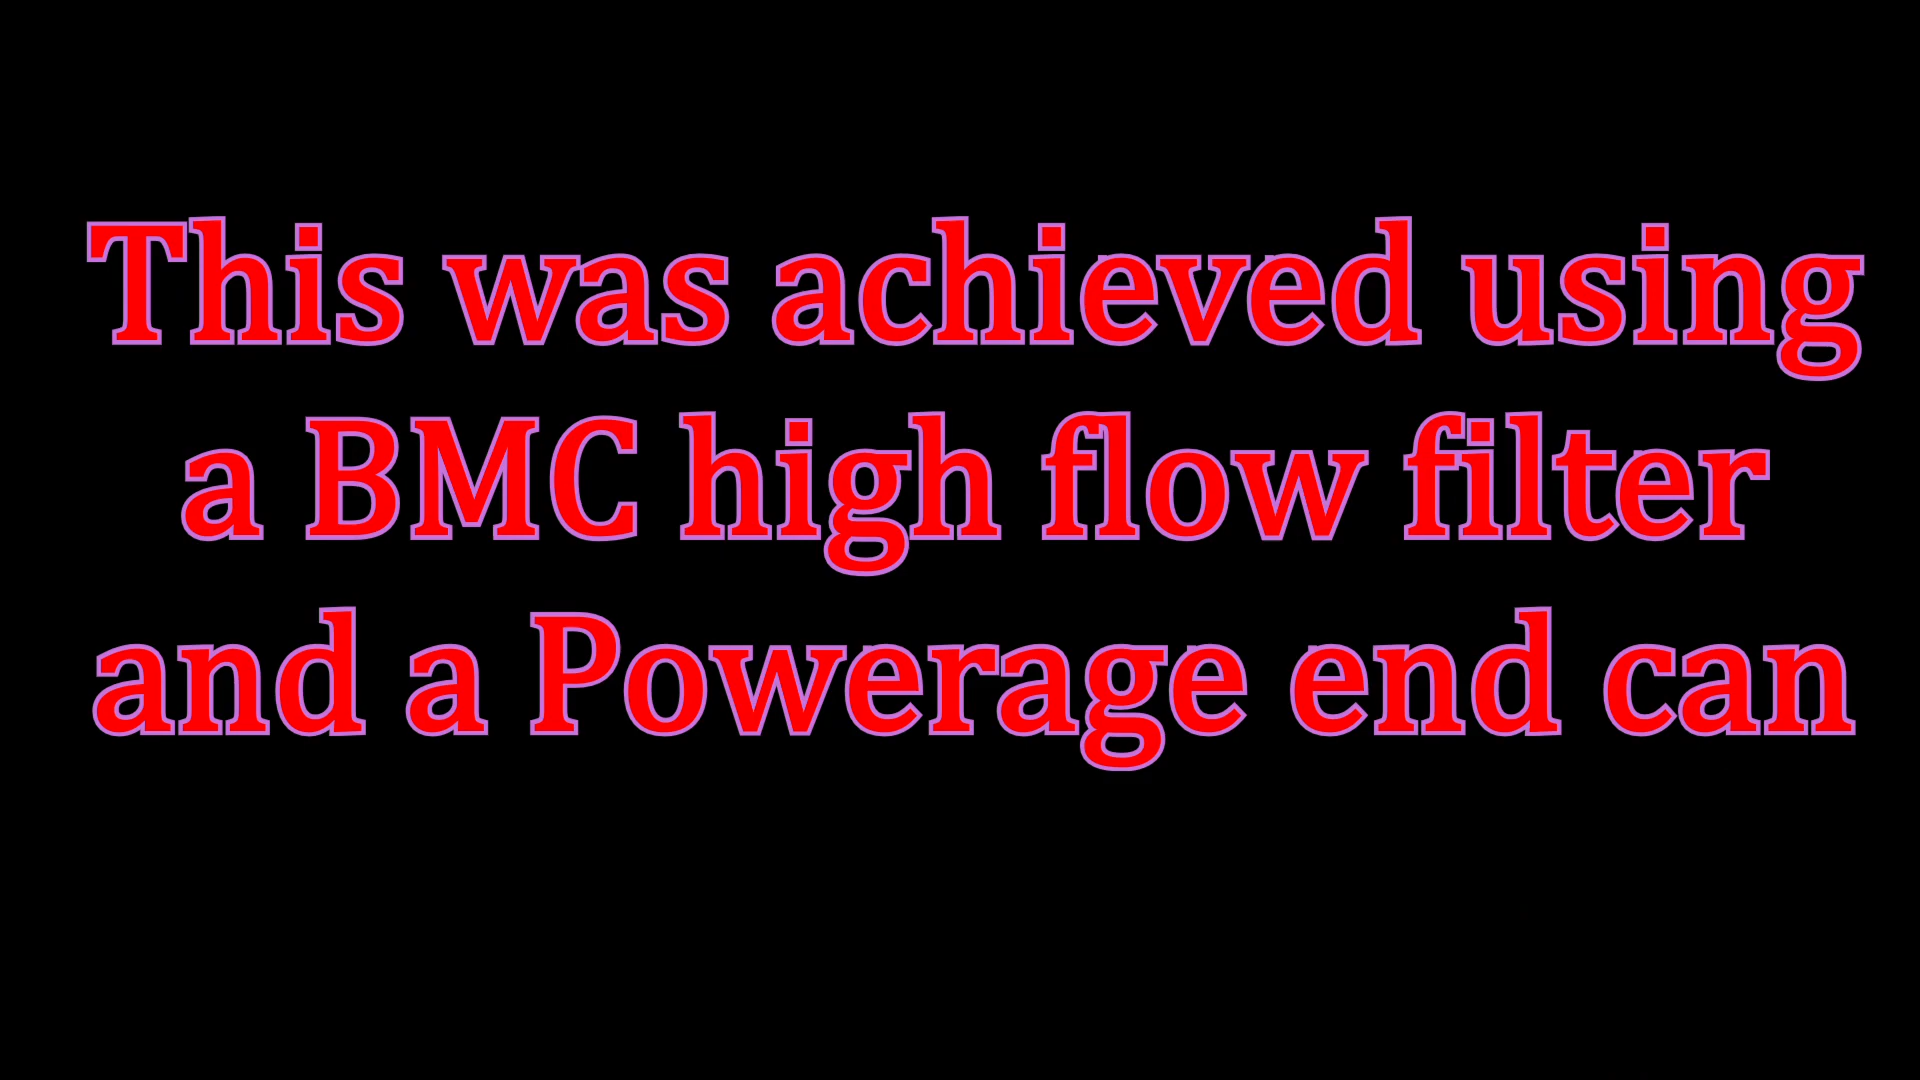 This was achieved using
a BMC high flow filter
and a Powerage end can